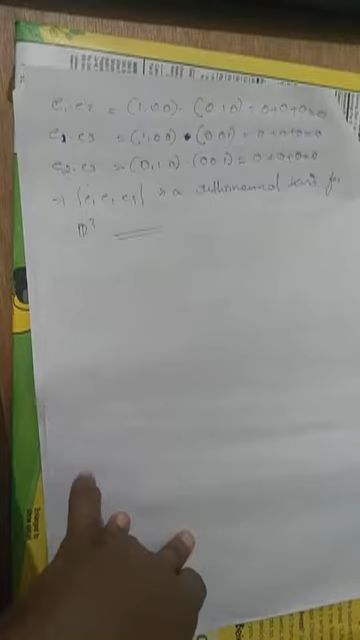 e₁.e₂ = (1,0,0).(0 1 0) = 0+0+0=0
e₁.e₃ = (1,0 0) • (0 0 1) = 0+0+0=0
e₂.e₃ = (0,1,0).(0 0 1) = 0+0+0=0
⇒ {e₁ e₂ e₃} is a orthonormal basis for
ℝ³